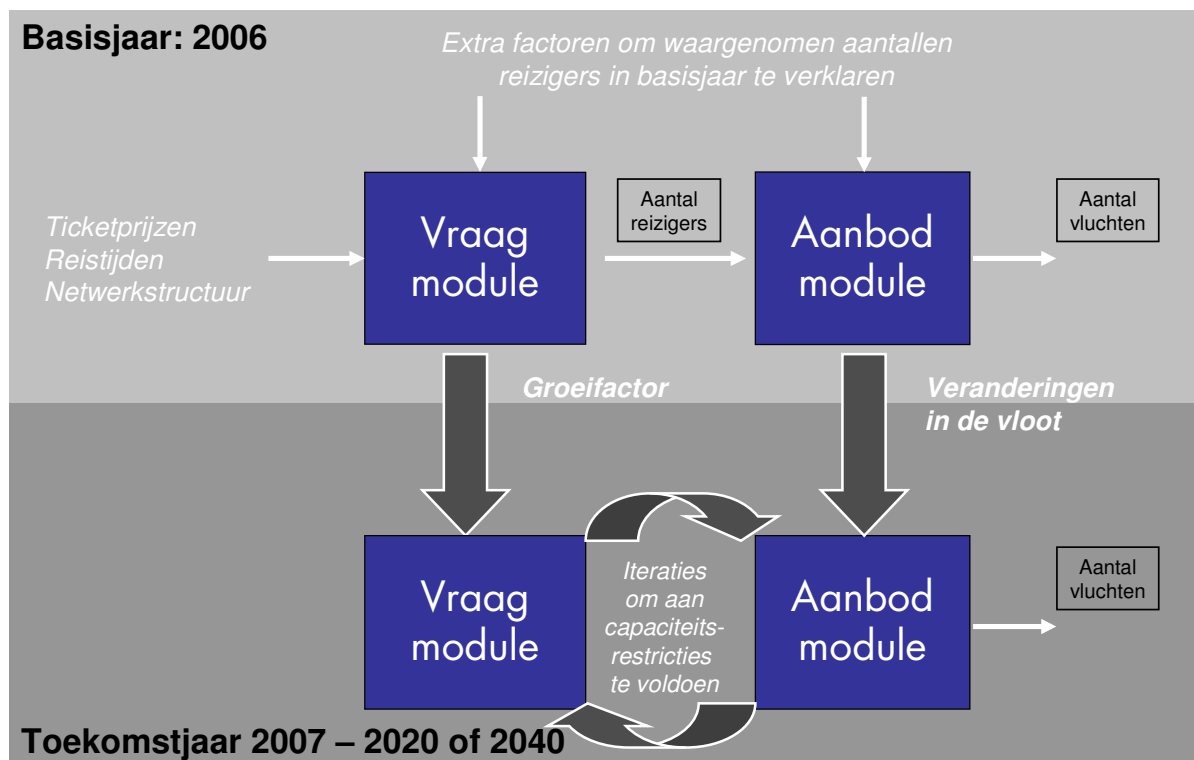 Basisjaar: 2006
Extra factoren om waargenomen aantallen
reizigers in basisjaar te verklaren
Ticketprijzen
Reistijden
Netwerkstructuur
Vraag
module
Aantal
reizigers
Aanbod
module
Aantal
vluchten
Groeifactor
Veranderingen
in de vloot
Vraag
module
Iteraties
om aan
capaciteits-
restricties
te voldoen
Aanbod
module
Aantal
vluchten
Toekomstjaar 2007 – 2020 of 2040